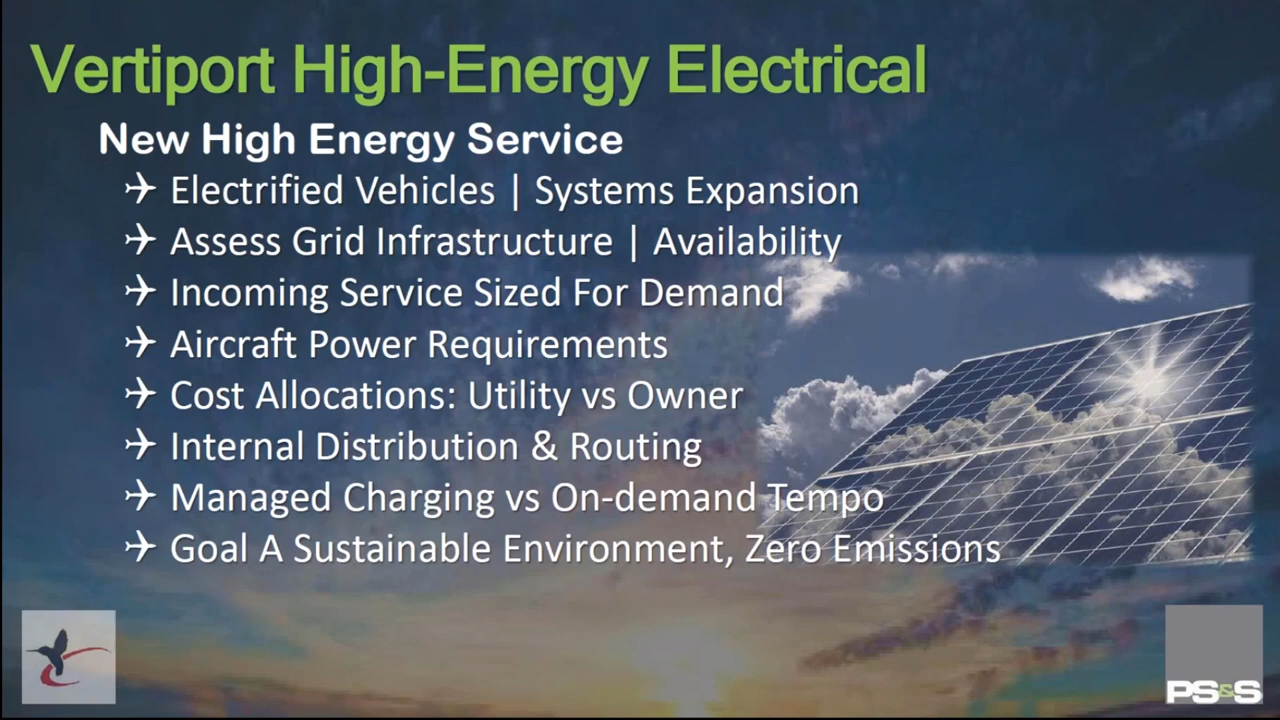 Vertiport High-Energy Electrical
New High Energy Service
Electrified Vehicles | Systems Expansion
Assess Grid Infrastructure | Availability
Incoming Service Sized For Demand
Aircraft Power Requirements
Cost Allocations: Utility vs Owner
Internal Distribution & Routing
Managed Charging vs On-demand Tempo
Goal A Sustainable Environment, Zero Emissions
PS&S